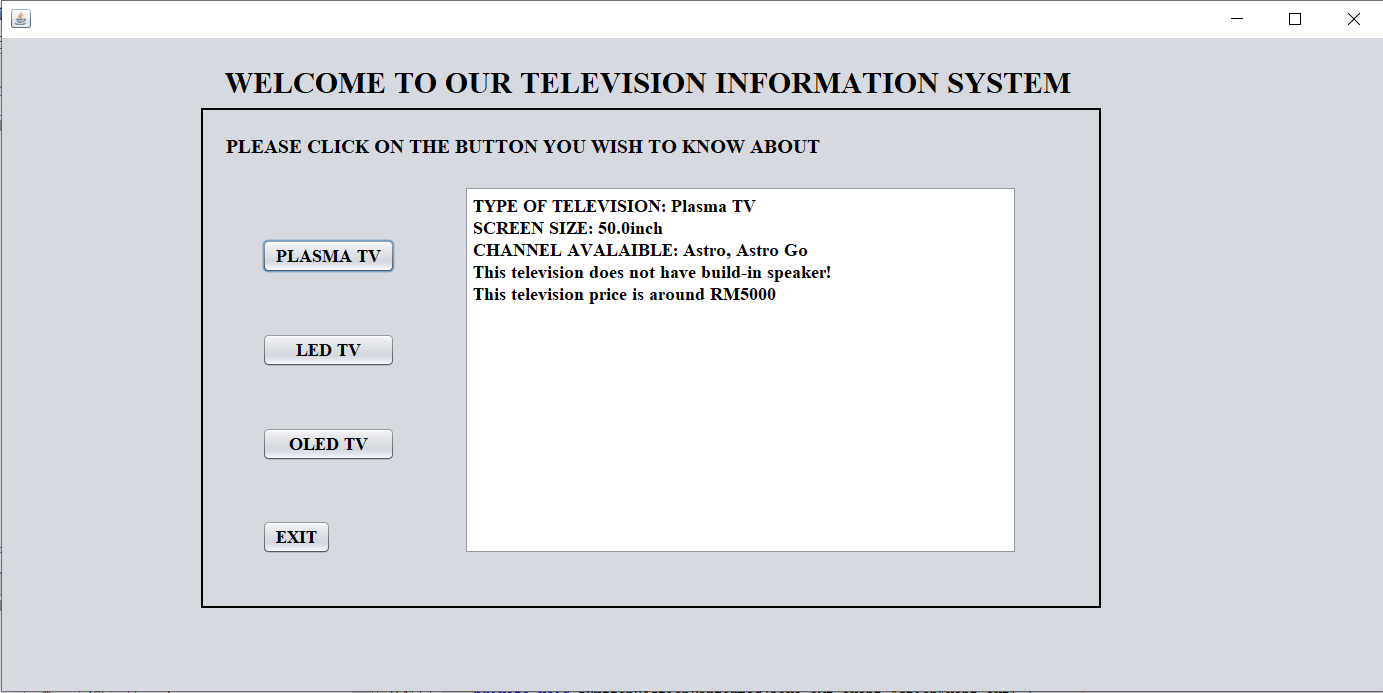 WELCOME TO OUR TELEVISION INFORMATION SYSTEM
PLEASE CLICK ON THE BUTTON YOU WISH TO KNOW ABOUT
TYPE OF TELEVISION: Plasma TV
SCREEN SIZE: 50.0inch
CHANNEL AVALAIBLE: Astro, Astro Go
This television does not have build-in speaker!
This television price is around RM5000
PLASMA TV
LED TV
OLED TV
EXIT